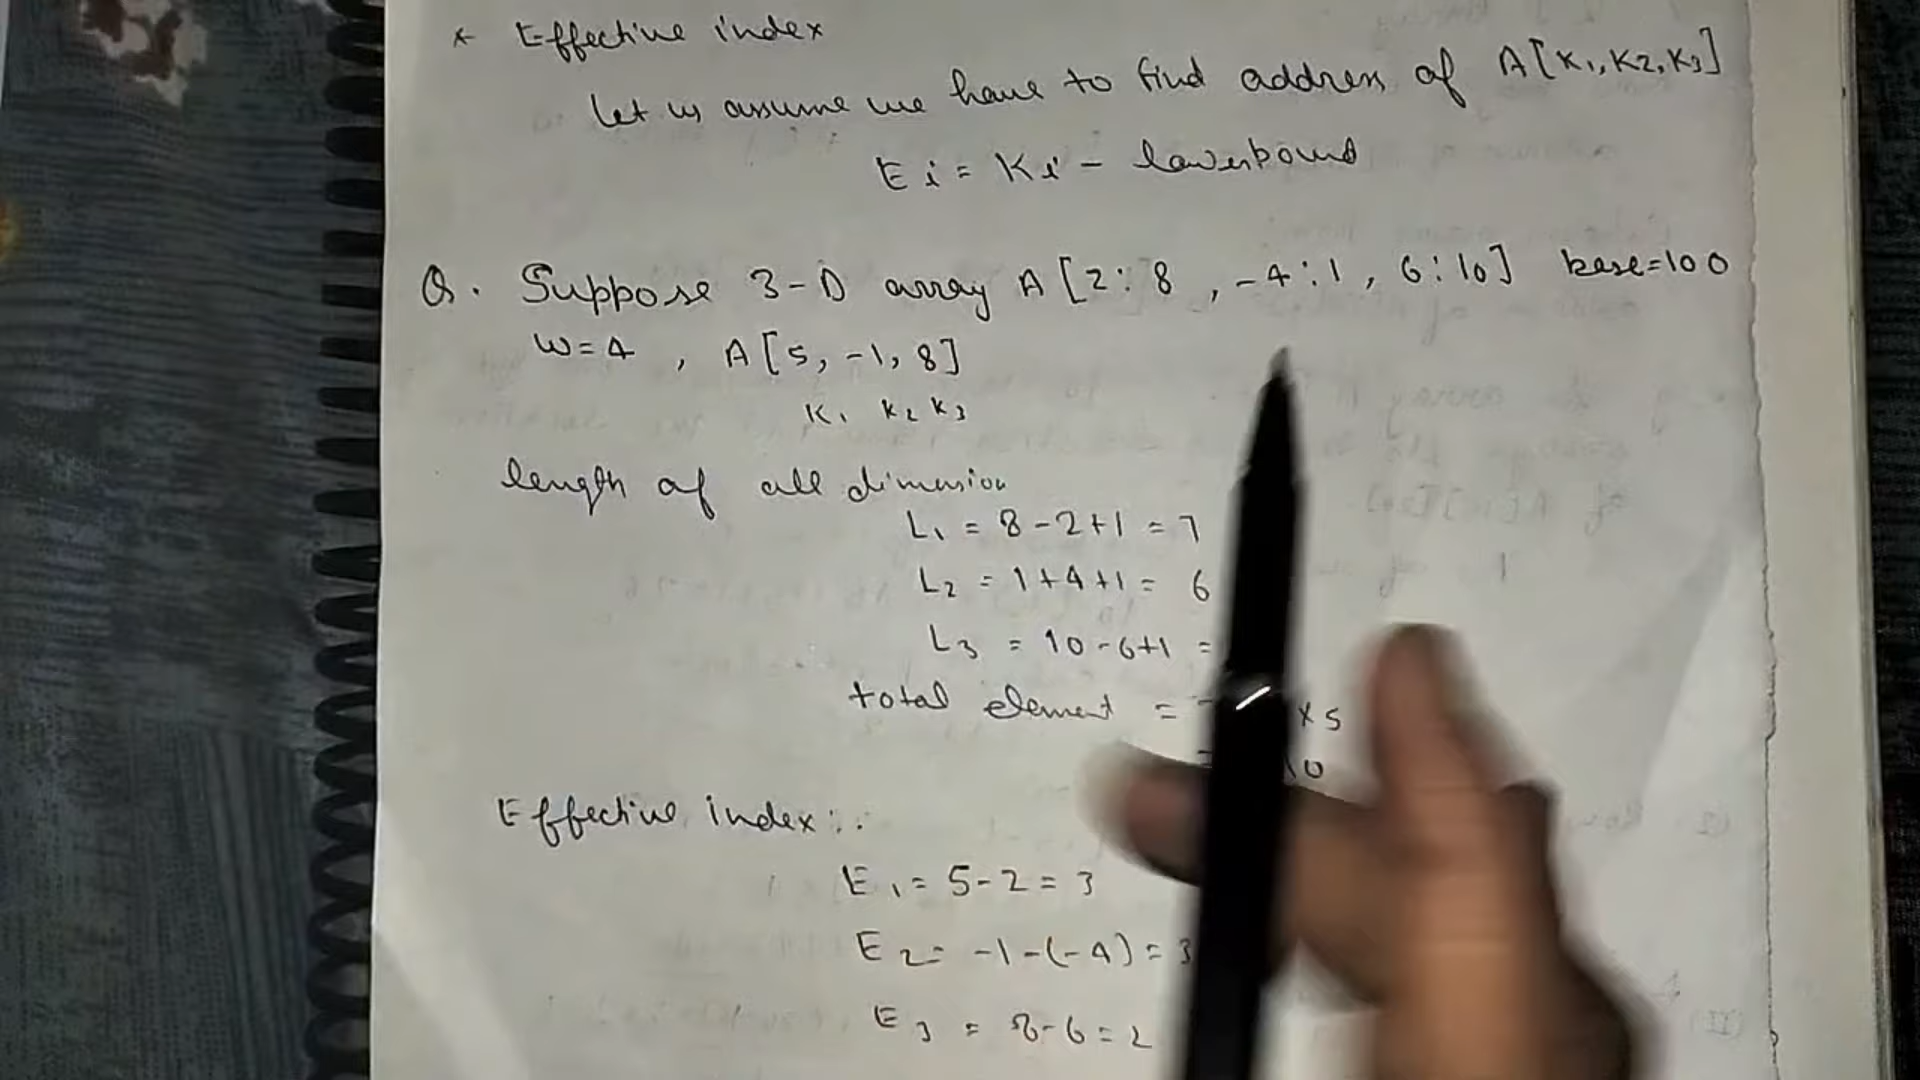 * Effective index
Let us assume we have to find address of A[K1,K2,K3]
Ei = Ki - lowerbound
Q. Suppose 3-D array A[2:8, -4:1, 6:10] base=100
W=4, A[5, -1, 8]
K1 K2 K3
length of all dimension
L1 = 8-2+1 = 7
L2 = 1+4+1 = 6
L3 = 10-6+1 =
total element = x5
Effective index:.
E1 = 5-2 = 3
E2 = -1-(-4) = 3
E3 = 8-6 = 2